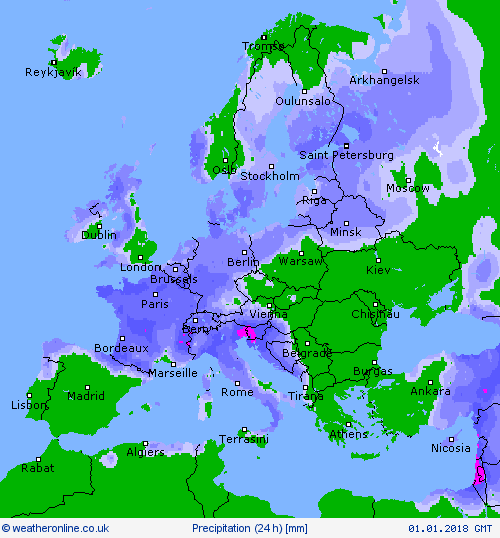 Tromsø
Reykjavik
Arkhangelsk
Oulunsalo
Saint Petersburg
Oslo
Stockholm
Moscow
Riga
Dublin
Minsk
London
Berlin
Warsaw
Kiev
Brussels
Paris
Vienna
Chisinau
Bern
Bordeaux
Belgrade
Marseille
Burgas
Madrid
Rome
Tirana
Ankara
Lisbon
Terrasini
Athens
Nicosia
Algiers
Rabat
© weatheronline.co.uk Precipitation (24 h) [mm] 01.01.2018 GMT